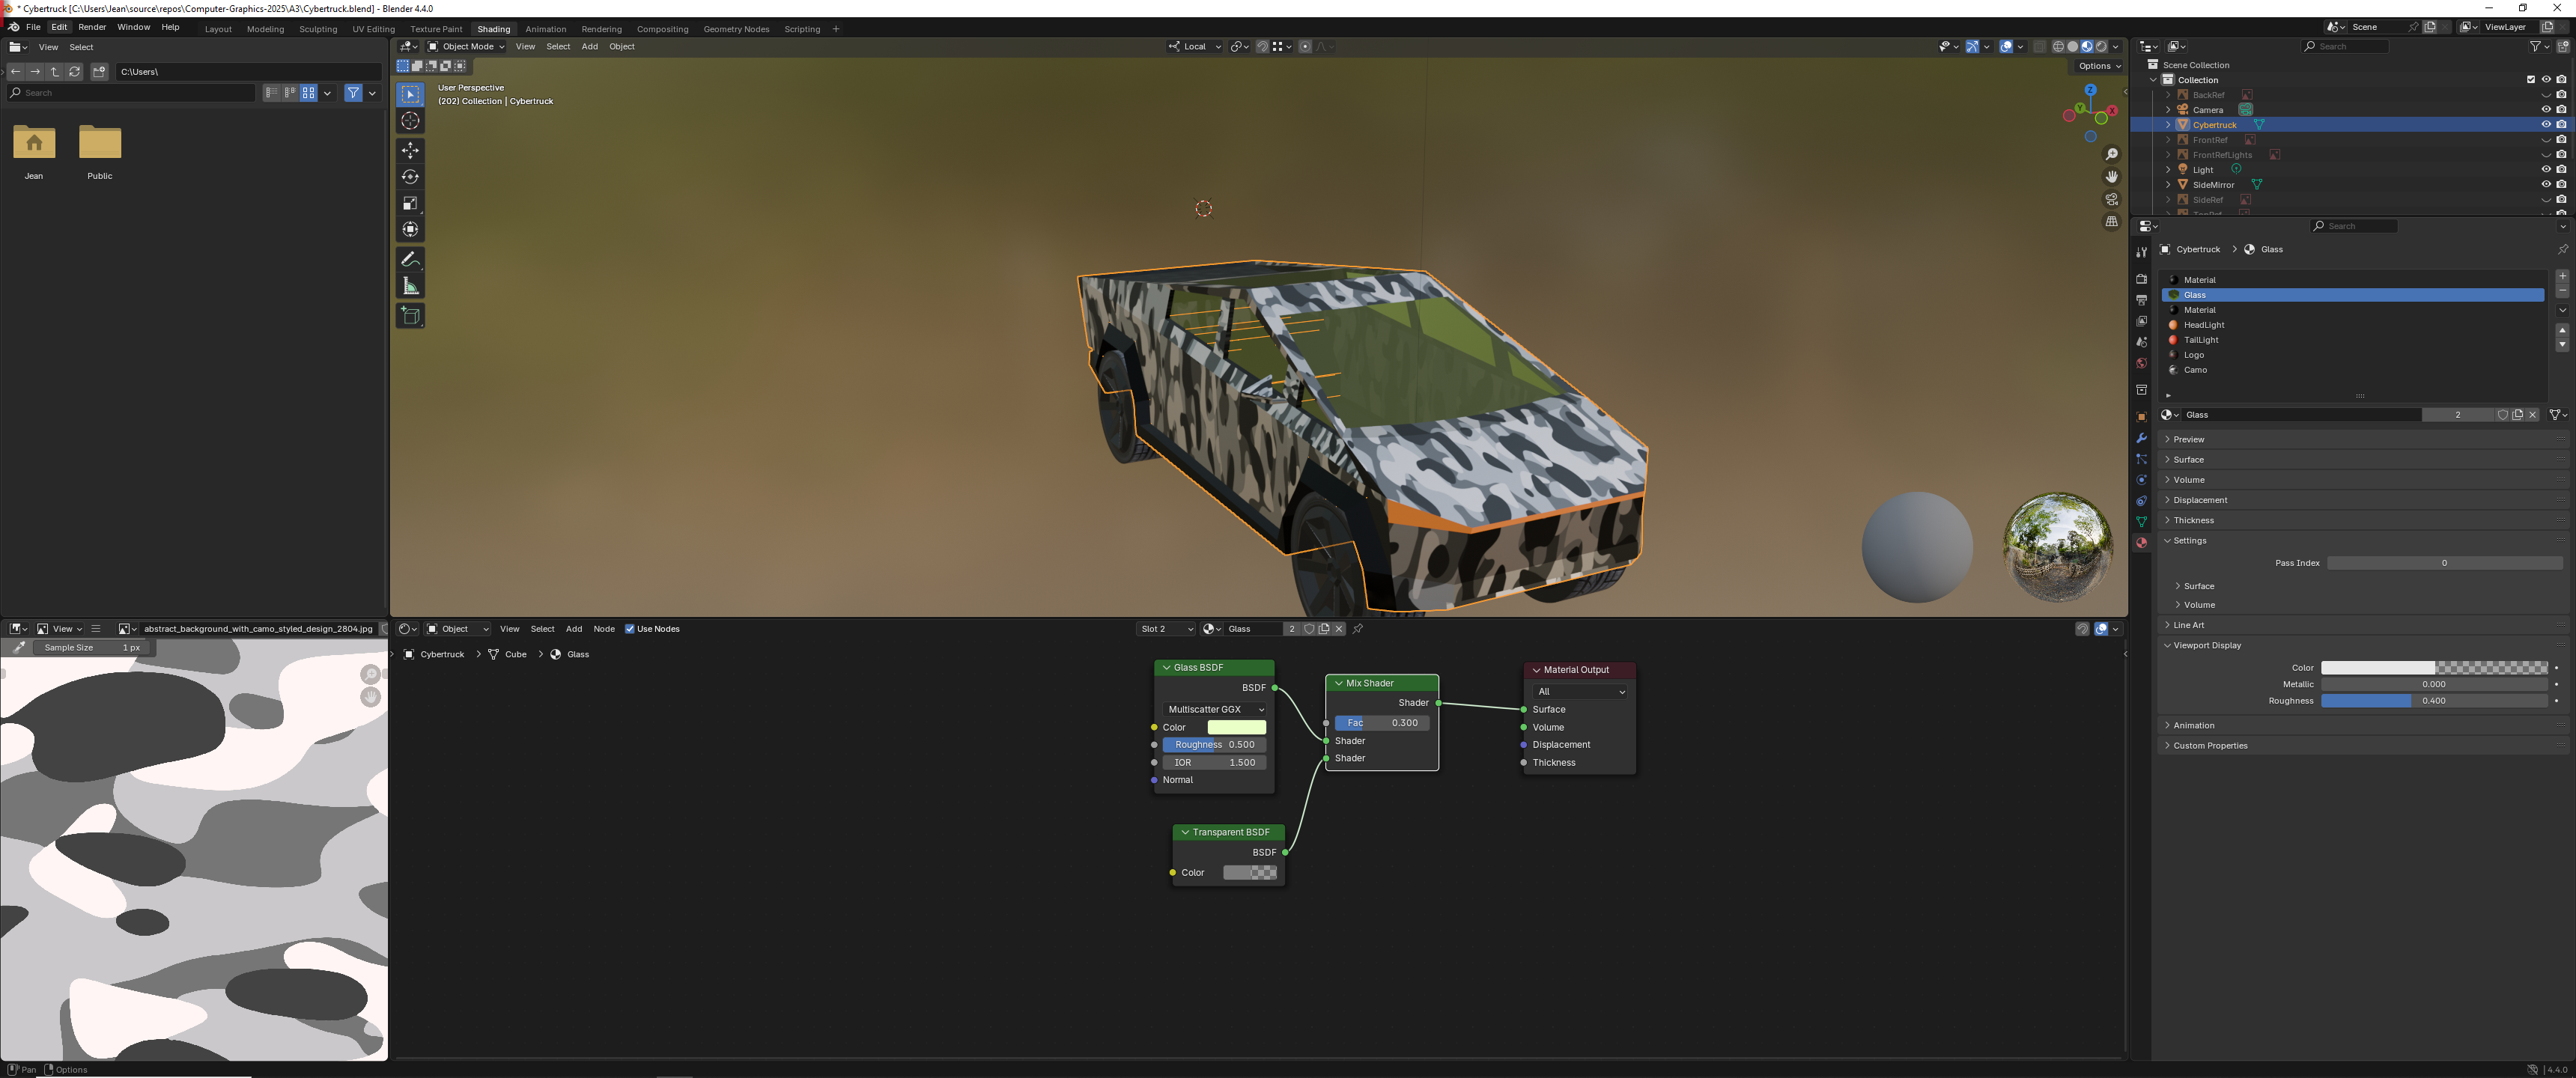 * Cybertruck [C:\Users\Jean\source\repos\Computer-Graphics-2025\A3\Cybertruck.blend] - Blender 4.4.0
File Edit Render Window Help
Layout Modeling Sculpting UV Editing Texture Paint Shading Animation Rendering Compositing Geometry Nodes Scripting +
Scene
ViewLayer
View Select
C:\Users\
Search
Jean
Public
Object Mode View Select Add Object
Local
Options
User Perspective
(202) Collection | Cybertruck
Z
Y
X
Search
Scene Collection
Collection
BackRef
Camera
Cybertruck
FrontRef
FrontRefLights
Light
SideMirror
SideRef
Search
Cybertruck > Glass
Material
Glass
Material
HeadLight
TailLight
Logo
Camo
Glass 2
Preview
Surface
Volume
Displacement
Thickness
Settings
Pass Index 0
Surface
Volume
Line Art
Viewport Display
Color
Metallic 0.000
Roughness 0.400
Animation
Custom Properties
View abstract_background_with_camo_styled_design_2804.jpg
Sample Size 1 px
Object View Select Add Node Use Nodes
Slot 2 Glass 2
Cybertruck > Cube > Glass
Glass BSDF
BSDF
Multiscatter GGX
Color
Roughness 0.500
IOR 1.500
Normal
Mix Shader
Shader
Fac 0.300
Shader
Shader
Material Output
All
Surface
Volume
Displacement
Thickness
Transparent BSDF
BSDF
Color
Pan Options
4.4.0